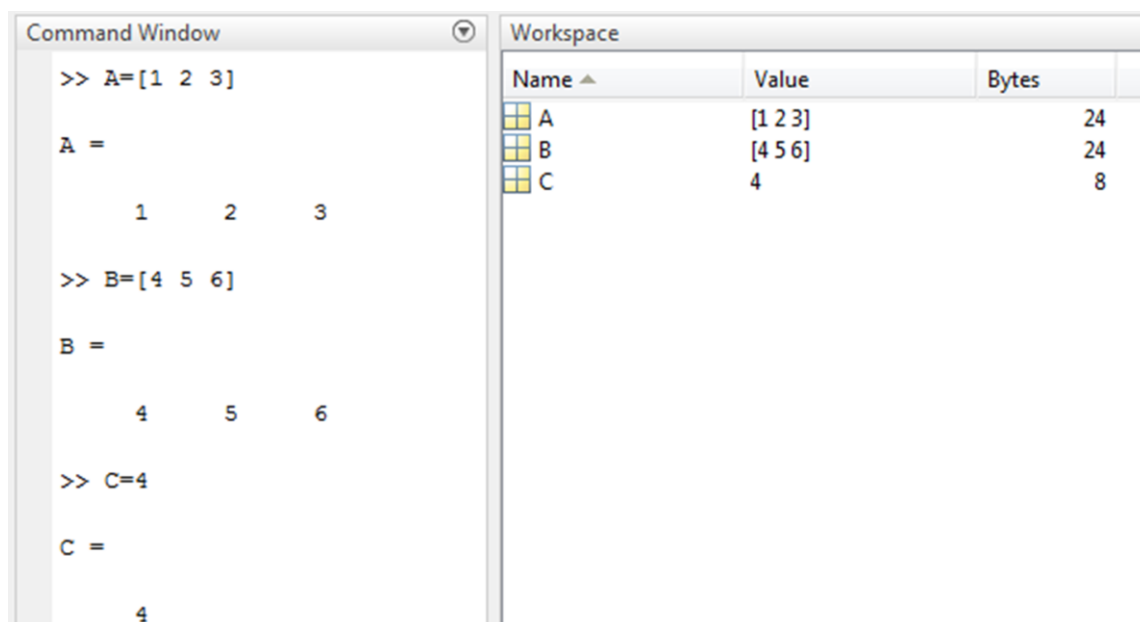 Command Window
>> A=[1 2 3]
A =
1 2 3
>> B=[4 5 6]
B =
4 5 6
>> C=4
C =
4
Workspace
Name Value Bytes
A [1 2 3] 24
B [4 5 6] 24
C 4 8